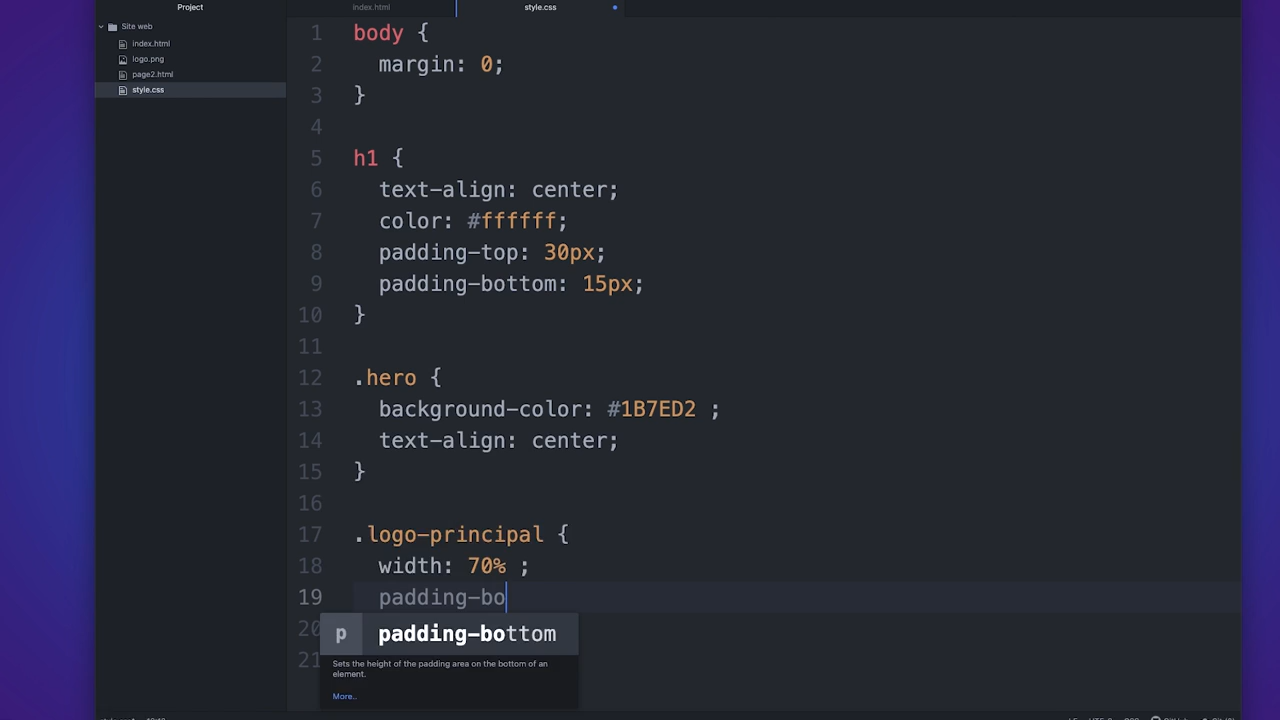 Project
index.html
style.css
Site web
index.html
logo.png
page2.html
style.css
1 body {
2 margin: 0;
3 }
4
5 h1 {
6 text-align: center;
7 color: #ffffff;
8 padding-top: 30px;
9 padding-bottom: 15px;
10 }
11
12 .hero {
13 background-color: #1B7ED2 ;
14 text-align: center;
15 }
16
17 .logo-principal {
18 width: 70% ;
19 padding-bo
20
p padding-bottom
21
Sets the height of the padding area on the bottom of an
element.
More..